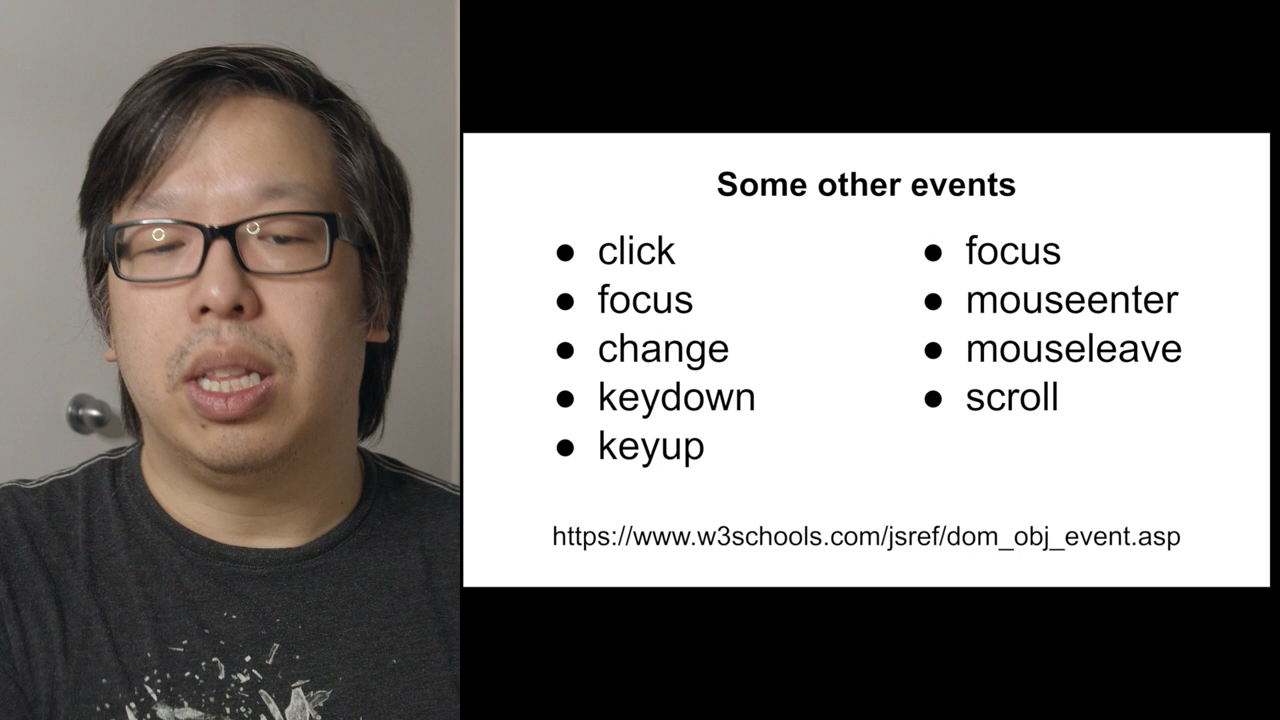 Some other events
● click
● focus
● change
● keydown
● keyup
● focus
● mouseenter
● mouseleave
● scroll
https://www.w3schools.com/jsref/dom_obj_event.asp